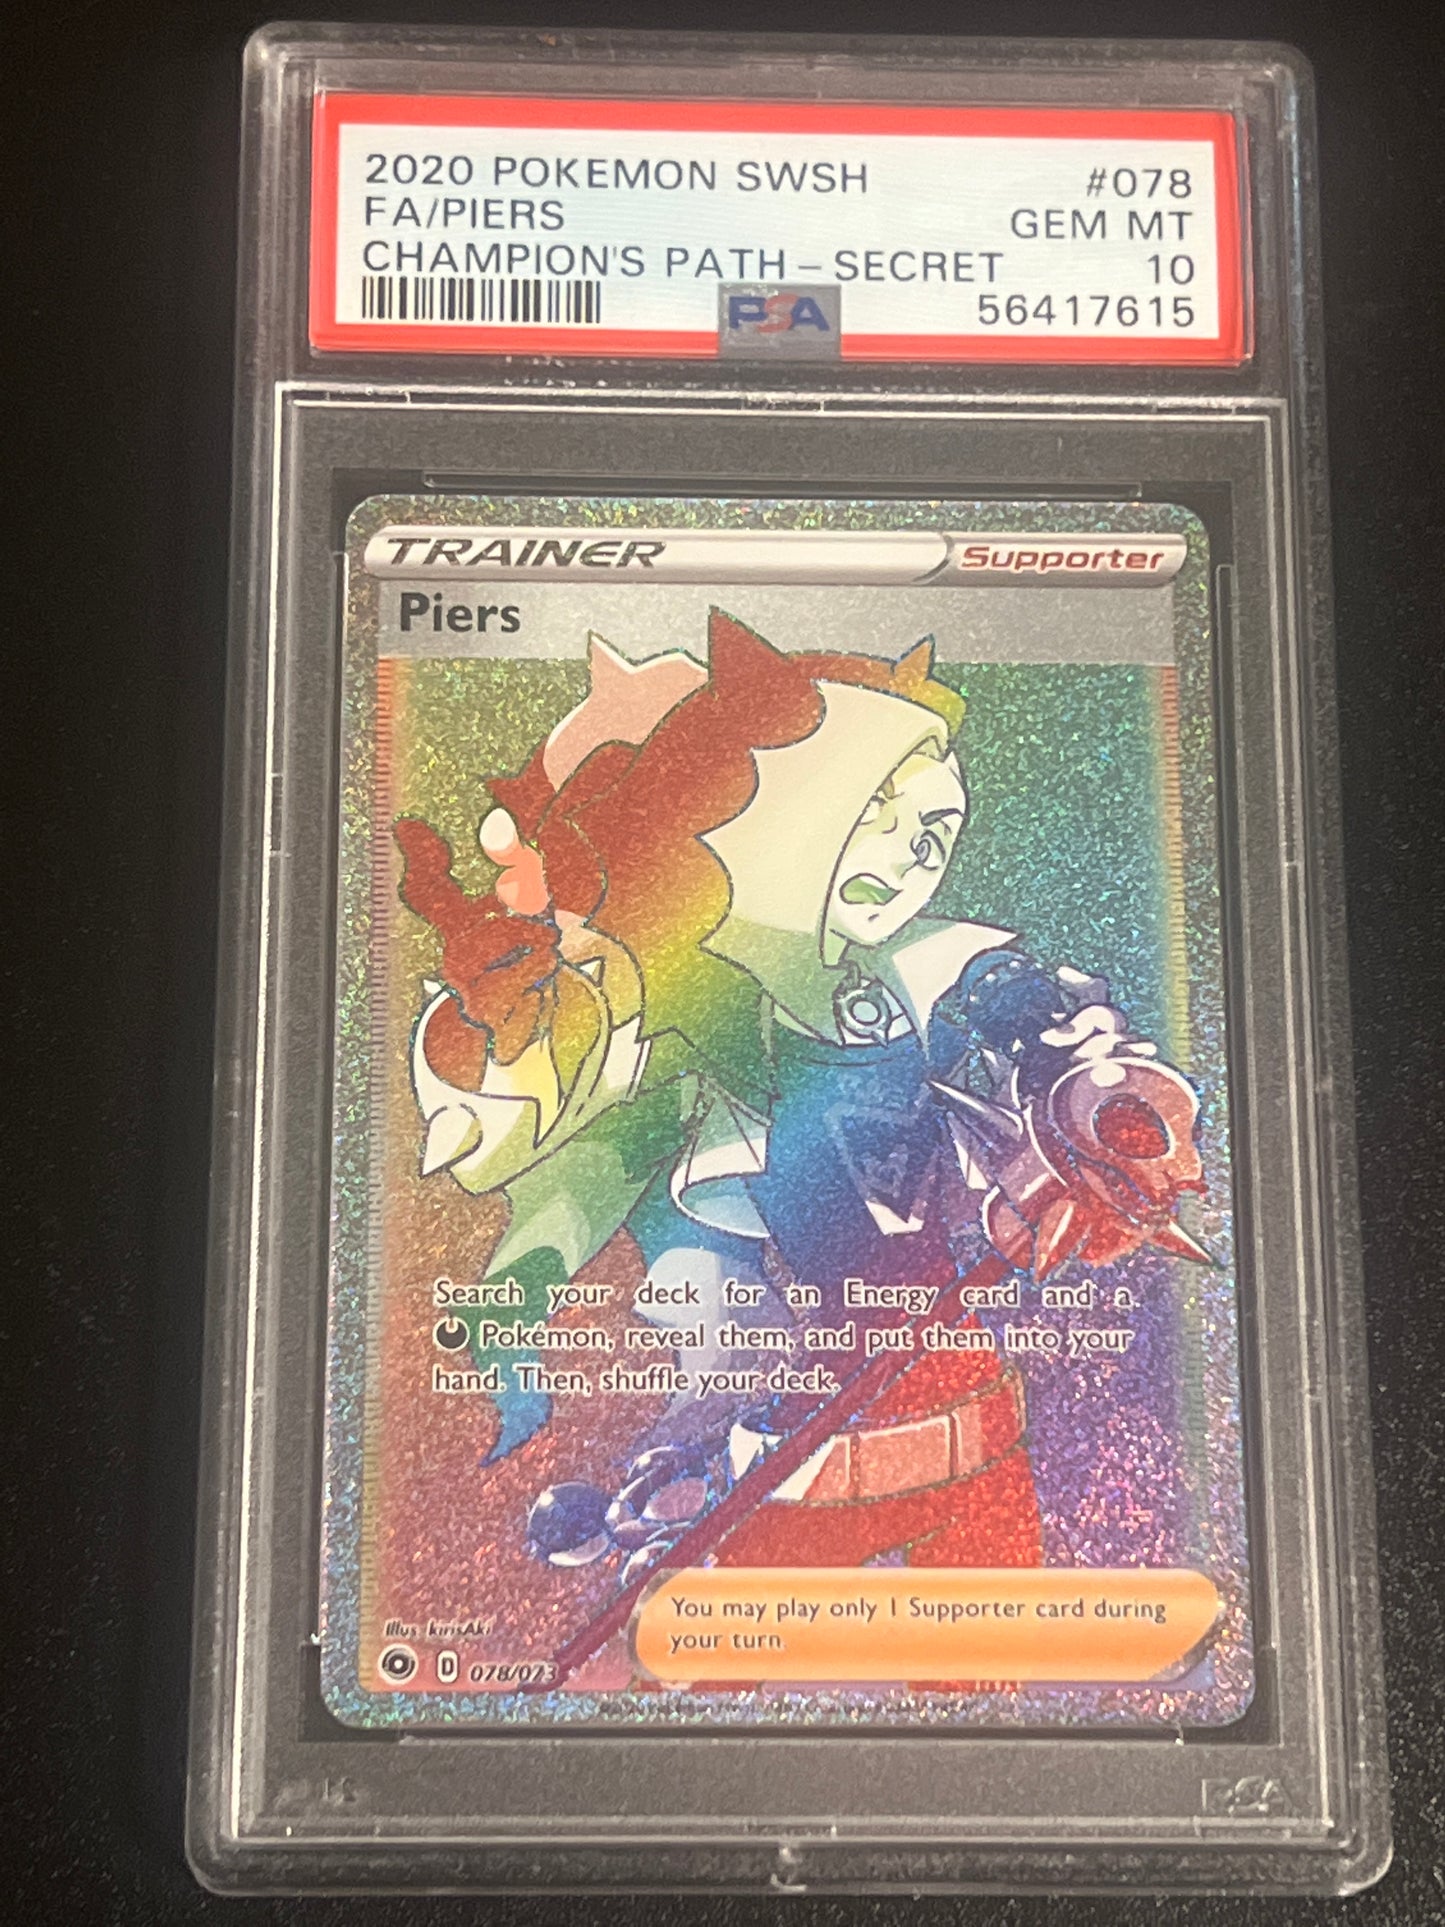 2020 POKEMON SWSH #078
FA/PIERS GEM MT
CHAMPION'S PATH - SECRET 10
PSA 56417615
TRAINER Supporter
Piers
Search your deck for an Energy card and a
Pokémon, reveal them, and put them into your
hand. Then, shuffle your deck.
You may play only 1 Supporter card during
your turn.
Illus. kirisAki
D 078/073
PSA